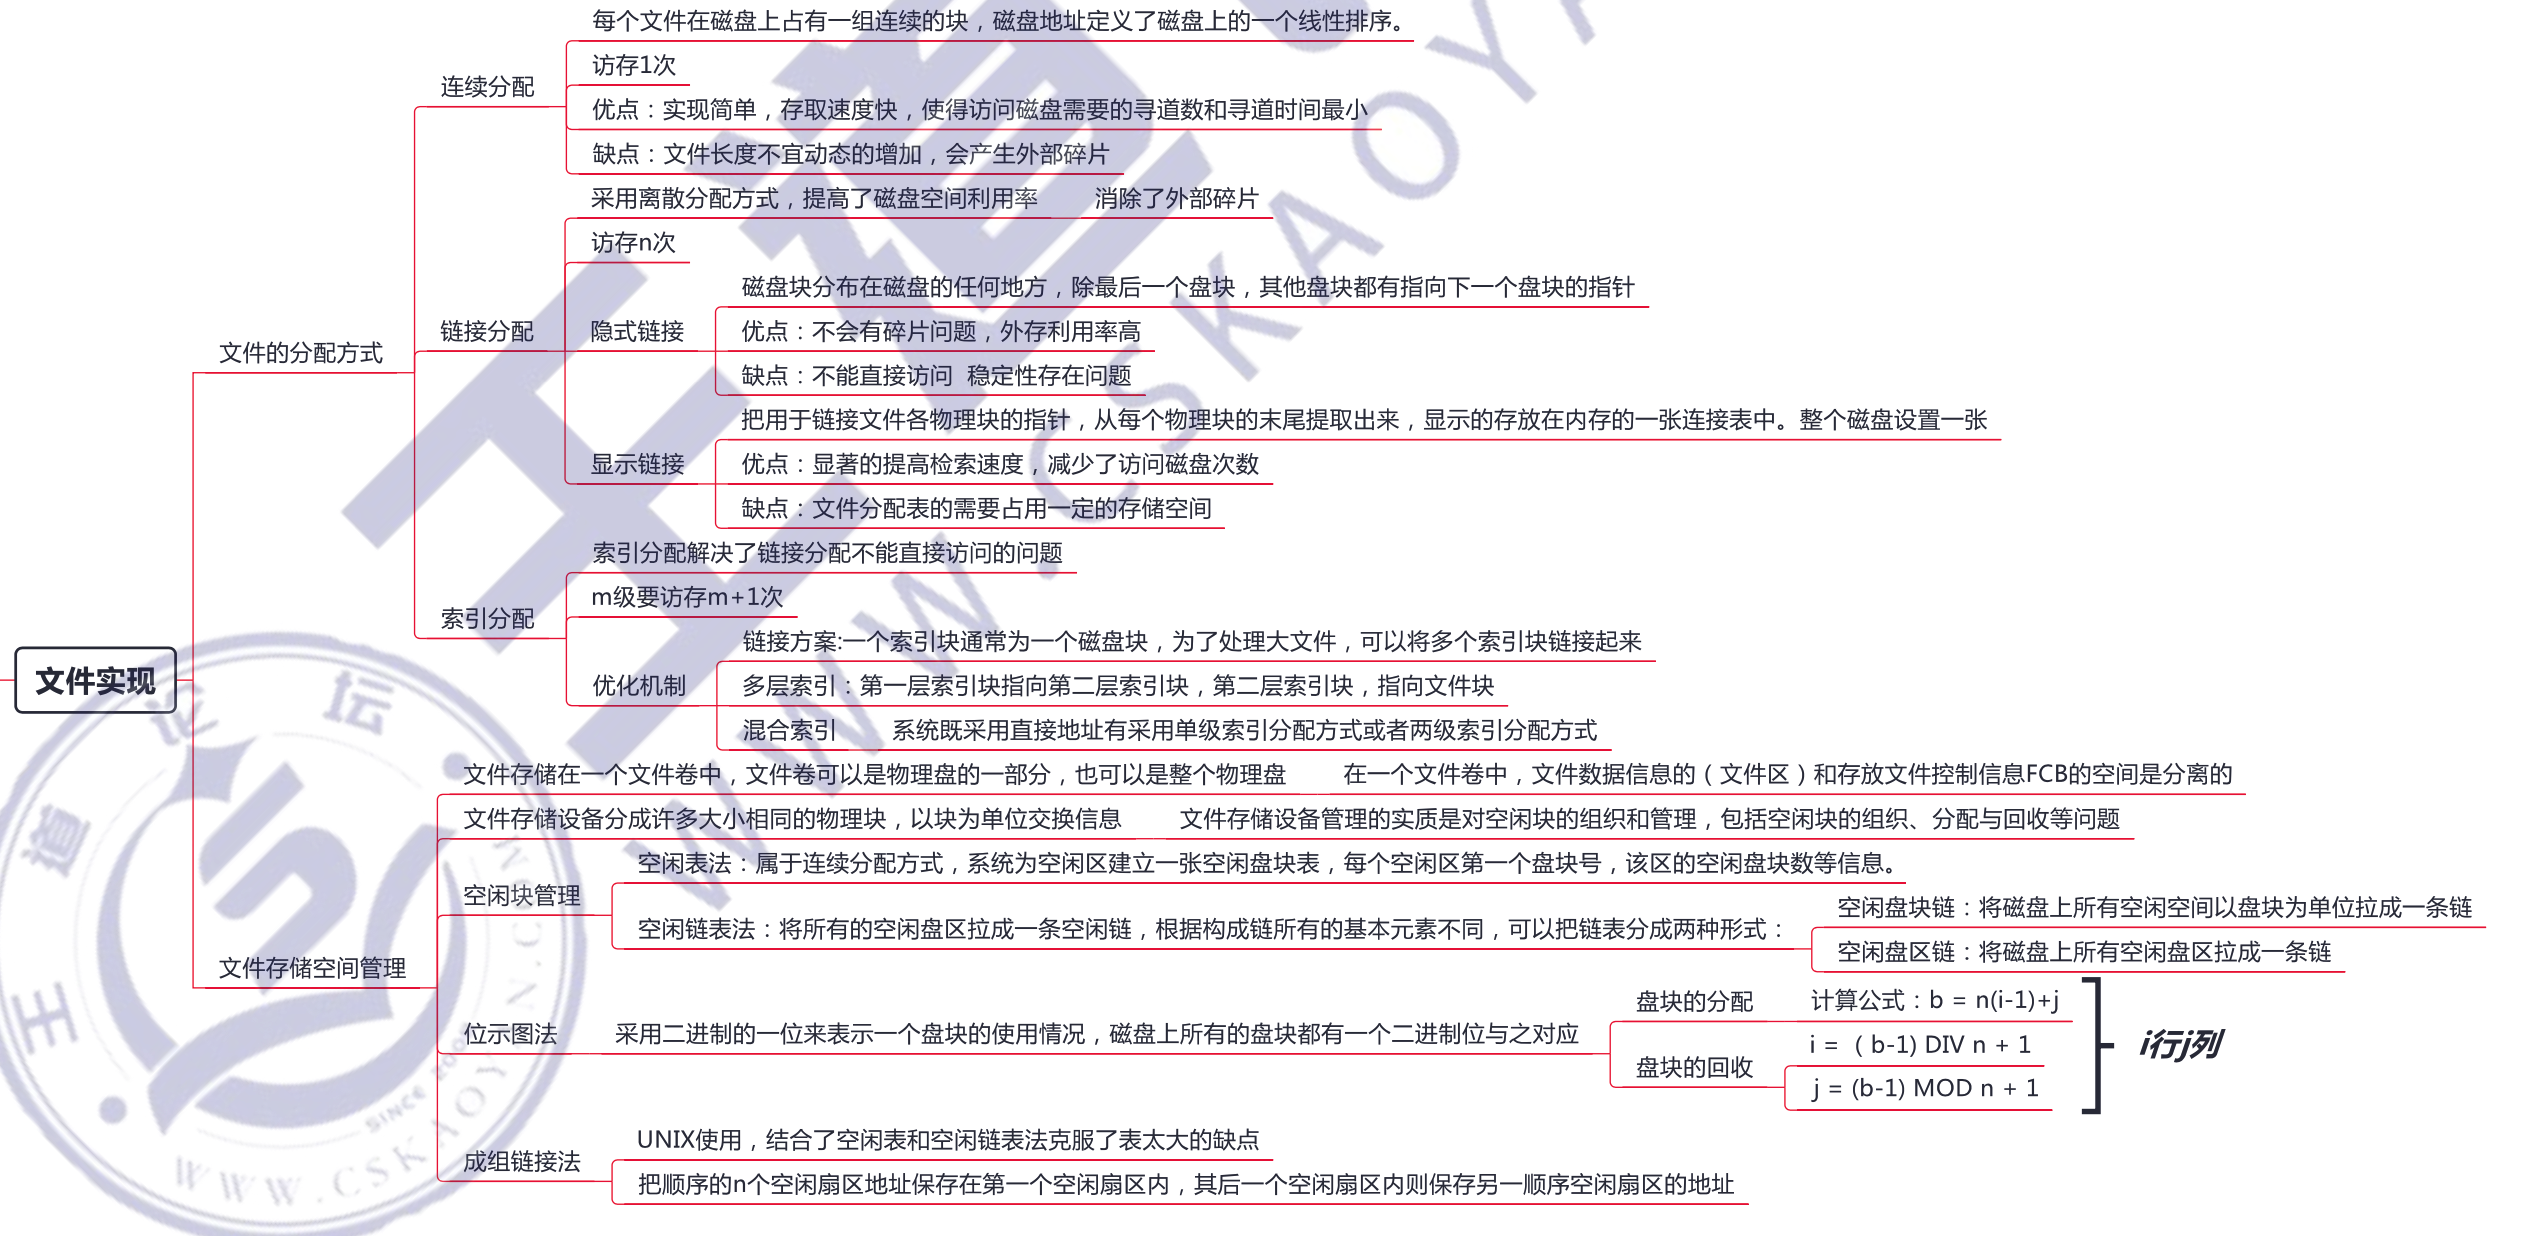 每个文件在磁盘上占有一组连续的块，磁盘地址定义了磁盘上的一个线性排序。
访存1次
连续分配
优点：实现简单，存取速度快，使得访问磁盘需要的寻道数和寻道时间最小
缺点：文件长度不宜动态的增加，会产生外部碎片
采用离散分配方式，提高了磁盘空间利用率 消除了外部碎片
访存n次
磁盘块分布在磁盘的任何地方，除最后一个盘块，其他盘块都有指向下一个盘块的指针
文件的分配方式 链接分配 隐式链接 优点：不会有碎片问题，外存利用率高
缺点：不能直接访问 稳定性存在问题
把用于链接文件各物理块的指针，从每个物理块的末尾提取出来，显示的存放在内存的一张连接表中。整个磁盘设置一张
显示链接 优点：显著的提高检索速度，减少了访问磁盘次数
缺点：文件分配表的需要占用一定的存储空间
索引分配解决了链接分配不能直接访问的问题
m级要访存m+1次
索引分配
链接方案:一个索引块通常为一个磁盘块，为了处理大文件，可以将多个索引块链接起来
文件实现
优化机制 多层索引：第一层索引块指向第二层索引块，第二层索引块，指向文件块
混合索引 系统既采用直接地址有采用单级索引分配方式或者两级索引分配方式
文件存储在一个文件卷中，文件卷可以是物理盘的一部分，也可以是整个物理盘 在一个文件卷中，文件数据信息的（文件区）和存放文件控制信息FCB的空间是分离的
文件存储设备分成许多大小相同的物理块，以块为单位交换信息 文件存储设备管理的实质是对空闲块的组织和管理，包括空闲块的组织、分配与回收等问题
空闲表法：属于连续分配方式，系统为空闲区建立一张空闲盘块表，每个空闲区第一个盘块号，该区的空闲盘块数等信息。
空闲块管理
空闲链表法：将所有的空闲盘区拉成一条空闲链，根据构成链所有的基本元素不同，可以把链表分成两种形式：
空闲盘块链：将磁盘上所有空闲空间以盘块为单位拉成一条链
空闲盘区链：将磁盘上所有空闲盘区拉成一条链
文件存储空间管理
盘块的分配 计算公式：b = n(i-1)+j
位示图法 采用二进制的一位来表示一个盘块的使用情况，磁盘上所有的盘块都有一个二进制位与之对应
盘块的回收
i = ( b-1) DIV n + 1
j = (b-1) MOD n + 1
i行j列
UNIX使用，结合了空闲表和空闲链表法克服了表太大的缺点
成组链接法
把顺序的n个空闲扇区地址保存在第一个空闲扇区内，其后一个空闲扇区内则保存另一顺序空闲扇区的地址
王道
WWW.CSKAOYA
王道论坛
SINCE 200
WWW.CSKAOYAN.COM